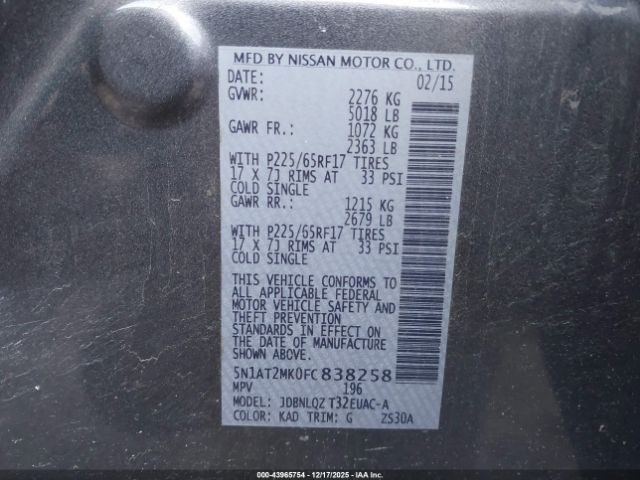 MFD BY NISSAN MOTOR CO., LTD.
DATE: 02/15
GVWR: 2276 KG
5018 LB
GAWR FR.: 1072 KG
2363 LB
WITH P225/65RF17 TIRES
17 X 7J RIMS AT 33 PSI
COLD SINGLE
GAWR RR.: 1215 KG
2679 LB
WITH P225/65RF17 TIRES
17 X 7J RIMS AT 33 PSI
COLD SINGLE
THIS VEHICLE CONFORMS TO
ALL APPLICABLE FEDERAL
MOTOR VEHICLE SAFETY AND
THEFT PREVENTION
STANDARDS IN EFFECT ON
THE DATE OF MANUFACTURE
SHOWN ABOVE.
5N1AT2MK0FC838258
MPV 196
MODEL: JDBNLQZ T32EUAC-A
COLOR: KAD TRIM: G ZS30A
000-43965754 - 12/17/2025 - IAA, Inc.